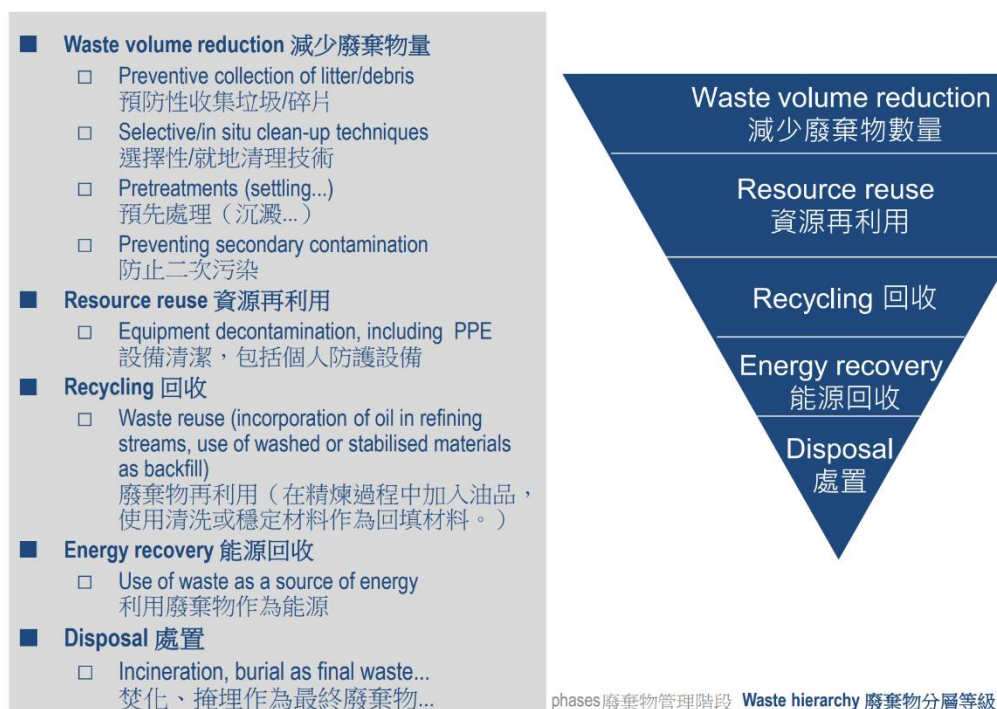 Waste volume reduction 減少廢棄物量
Preventive collection of litter/debris
預防性收集垃圾/碎片
Selective/in situ clean-up techniques
選擇性/就地清理技術
Pretreatments (settling...)
預先處理（沉澱...）
Preventing secondary contamination
防止二次污染
Resource reuse 資源再利用
Equipment decontamination, including PPE
設備清潔，包括個人防護設備
Recycling 回收
Waste reuse (incorporation of oil in refining
streams, use of washed or stabilised materials
as backfill)
廢棄物再利用（在精煉過程中加入油品，
使用清洗或穩定材料作為回填材料。）
Energy recovery 能源回收
Use of waste as a source of energy
利用廢棄物作為能源
Disposal 處置
Incineration, burial as final waste...
焚化、掩埋作為最終廢棄物...
Waste volume reduction
減少廢棄物數量
Resource reuse
資源再利用
Recycling 回收
Energy recovery
能源回收
Disposal
處置
phases廢棄物管理階段 Waste hierarchy 廢棄物分層等級